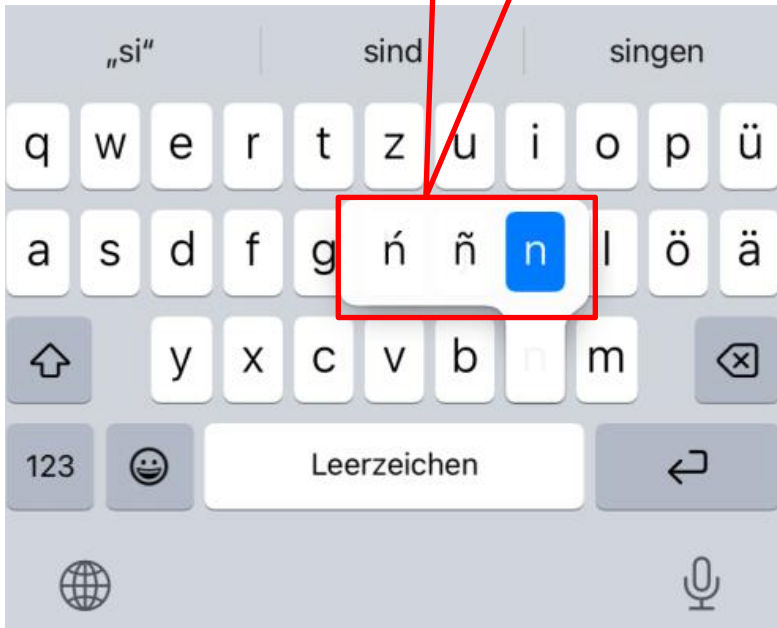 „si“ sind singen
q w e r t z u i o p ü
a s d f g ń ñ n l ö ä
y x c v b n m
123 Leerzeichen